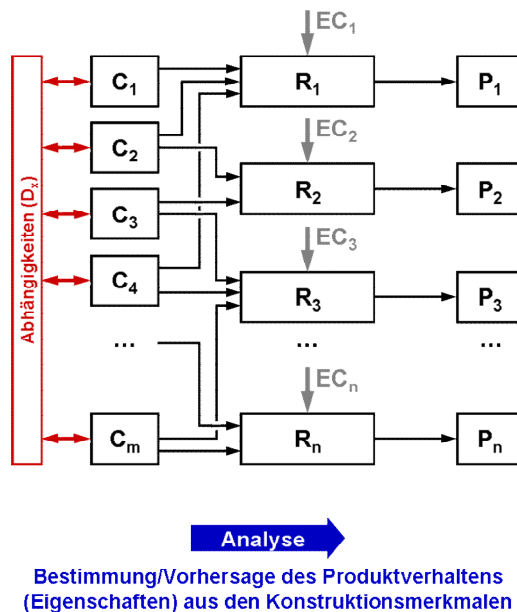 EC1
C1 R1 P1
EC2
C2 R2 P2
EC3
C3
C4 R3 P3
... ... ...
ECn
Cm Rn Pn
Abhängigkeiten (Dx)
Analyse
Bestimmung/Vorhersage des Produktverhaltens
(Eigenschaften) aus den Konstruktionsmerkmalen